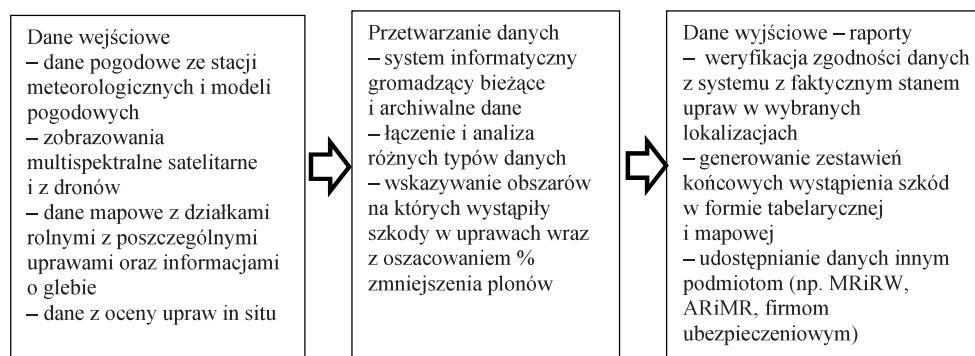 Dane wejściowe
– dane pogodowe ze stacji
meteorologicznych i modeli
pogodowych
– zobrazowania
multispektralne satelitarne
i z dronów
– dane mapowe z działkami
rolnymi z poszczególnymi
uprawami oraz informacjami
o glebie
– dane z oceny upraw in situ
Przetwarzanie danych
– system informatyczny
gromadzący bieżące
i archiwalne dane
– łączenie i analiza
różnych typów danych
– wskazywanie obszarów
na których wystąpiły
szkody w uprawach wraz
z oszacowaniem %
zmniejszenia plonów
Dane wyjściowe – raporty
– weryfikacja zgodności danych
z systemu z faktycznym stanem
upraw w wybranych
lokalizacjach
– generowanie zestawień
końcowych wystąpienia szkód
w formie tabelarycznej
i mapowej
– udostępnianie danych innym
podmiotom (np. MRiRW,
ARiMR, firmom
ubezpieczeniowym)